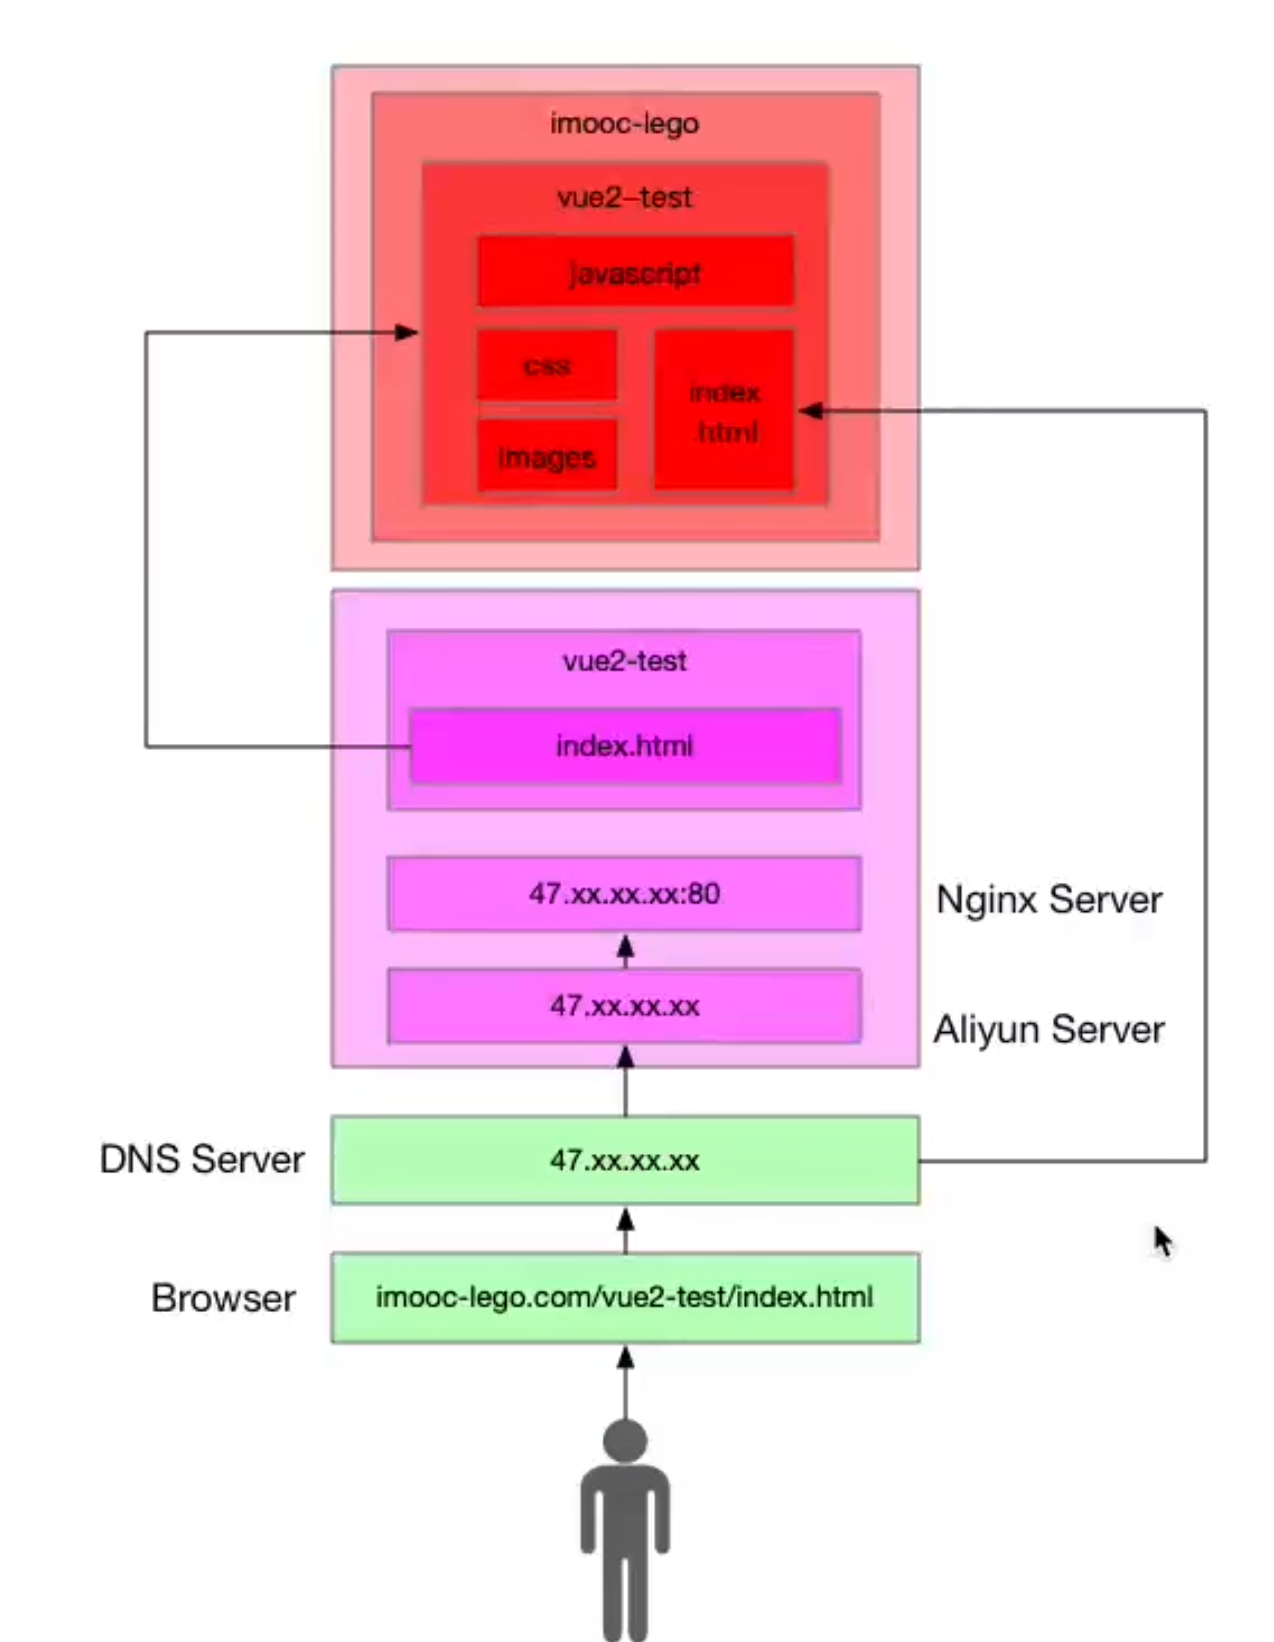 imooc-lego
vue2-test
javascript
css
index
.html
images
vue2-test
index.html
47.xx.xx.xx:80
Nginx Server
47.xx.xx.xx
Aliyun Server
DNS Server
47.xx.xx.xx
Browser
imooc-lego.com/vue2-test/index.html